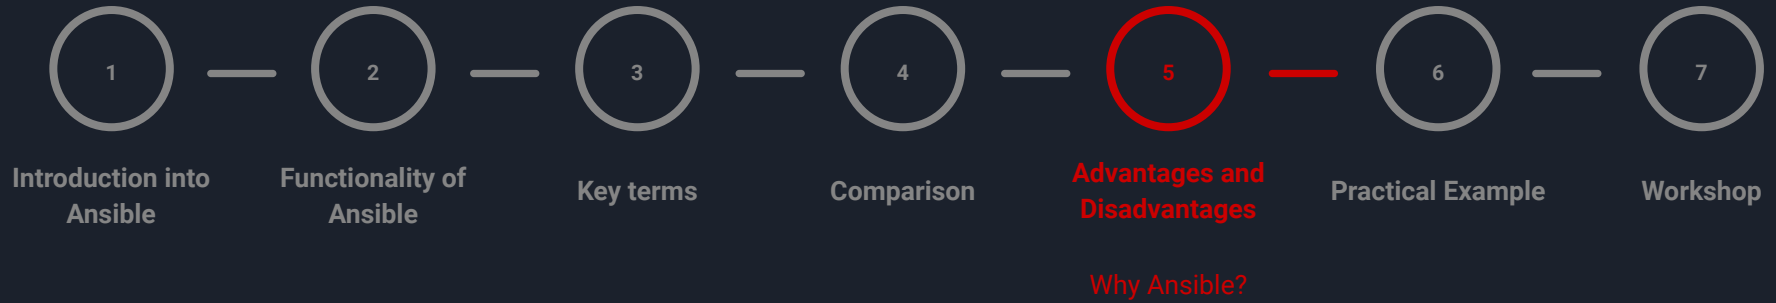 1 2 3 4 5 6 7
Introduction into
Ansible
Functionality of
Ansible
Key terms
Comparison
Advantages and
Disadvantages
Practical Example
Workshop
Why Ansible?